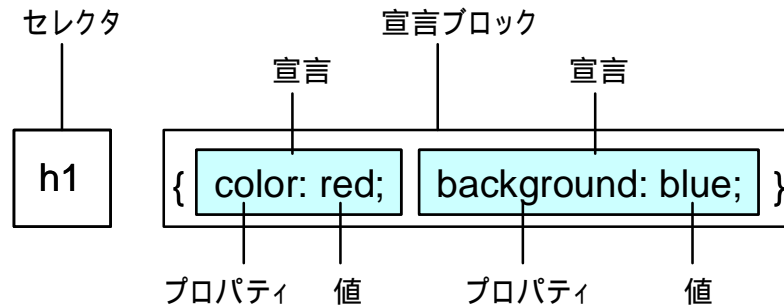 セレクタ 宣言ブロック
宣言 宣言
h1 { color: red; background: blue; }
プロパティ 値 プロパティ 値